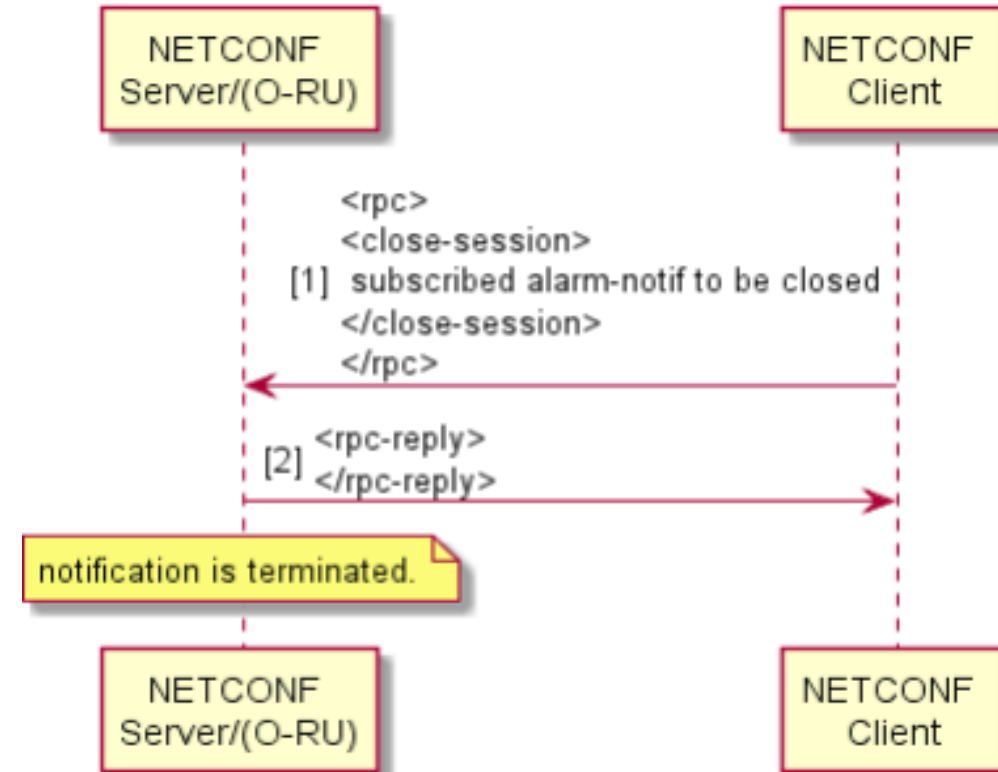 NETCONF
Server/(O-RU)
NETCONF
Client
<rpc>
<close-session>
[1] subscribed alarm-notif to be closed
</close-session>
</rpc>
[2] <rpc-reply>
</rpc-reply>
notification is terminated.
NETCONF
Server/(O-RU)
NETCONF
Client